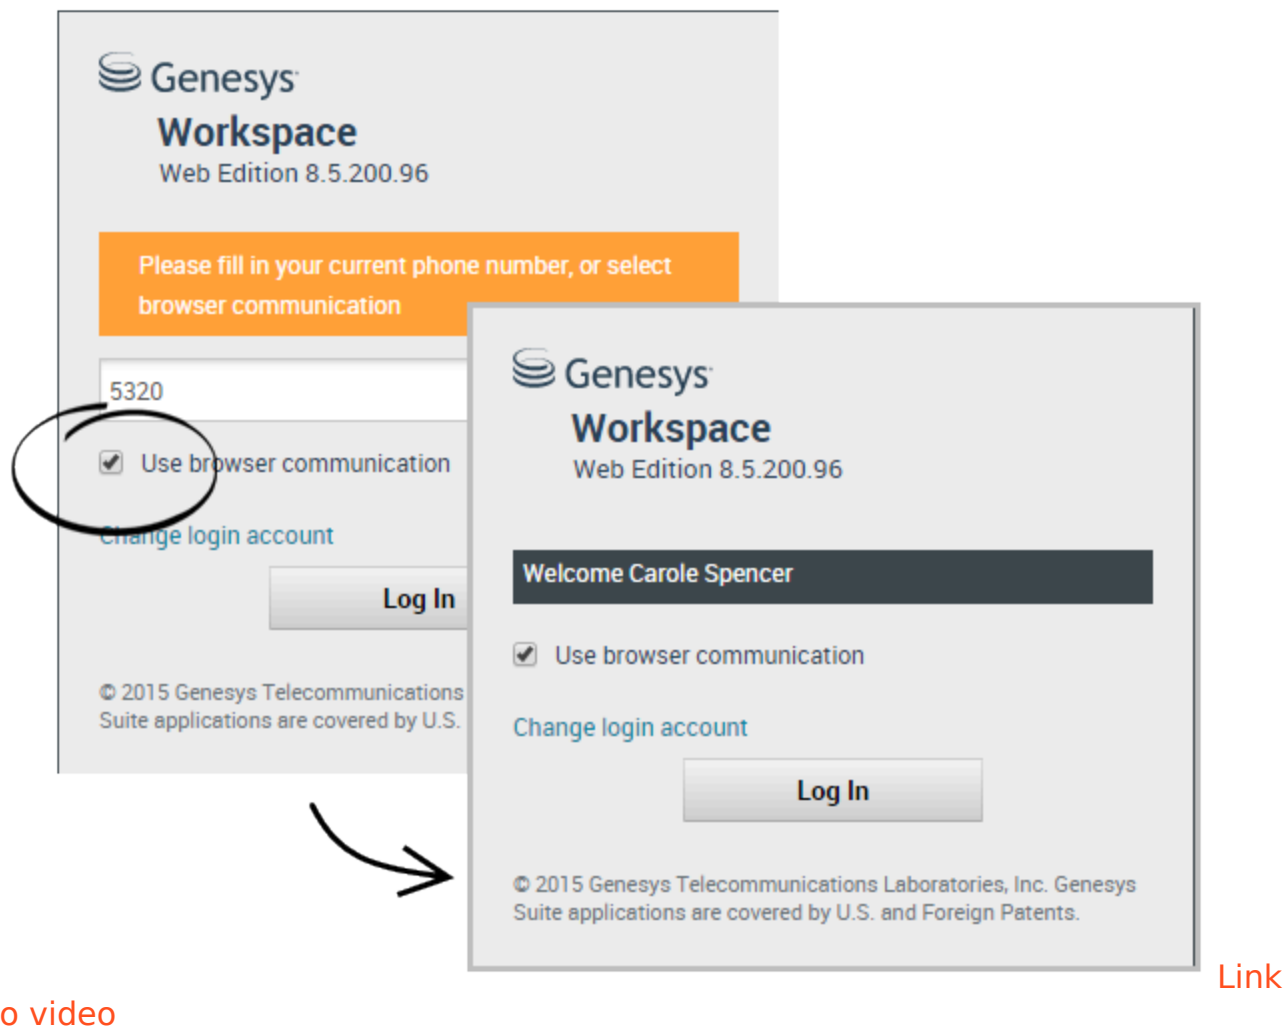 Genesys
Workspace
Web Edition 8.5.200.96
Please fill in your current phone number, or select
browser communication
5320
Use browser communication
Change login account
Log In
© 2015 Genesys Telecommunications
Suite applications are covered by U.S.
Genesys
Workspace
Web Edition 8.5.200.96
Welcome Carole Spencer
Use browser communication
Change login account
Log In
© 2015 Genesys Telecommunications Laboratories, Inc. Genesys
Suite applications are covered by U.S. and Foreign Patents.
Link
o video